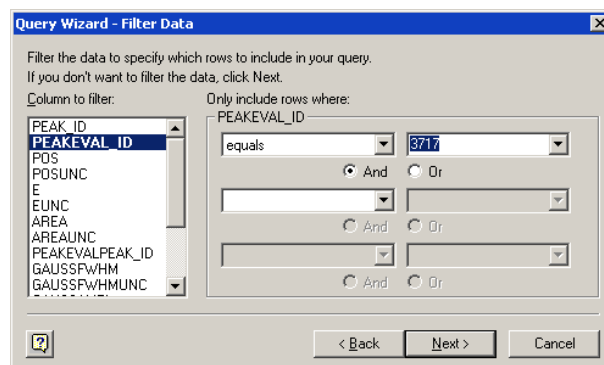 Query Wizard - Filter Data
Filter the data to specify which rows to include in your query.
If you don't want to filter the data, click Next.
Column to filter:
Only include rows where:
PEAK_ID
PEAKEVAL_ID
POS
POSUNC
E
EUNC
AREA
AREAUNC
PEAKEVALPEAK_ID
GAUSSFWHM
GAUSSFWHMUNC
PEAKEVAL_ID
equals
3717
And Or
And Or
And Or
< Back
Next >
Cancel